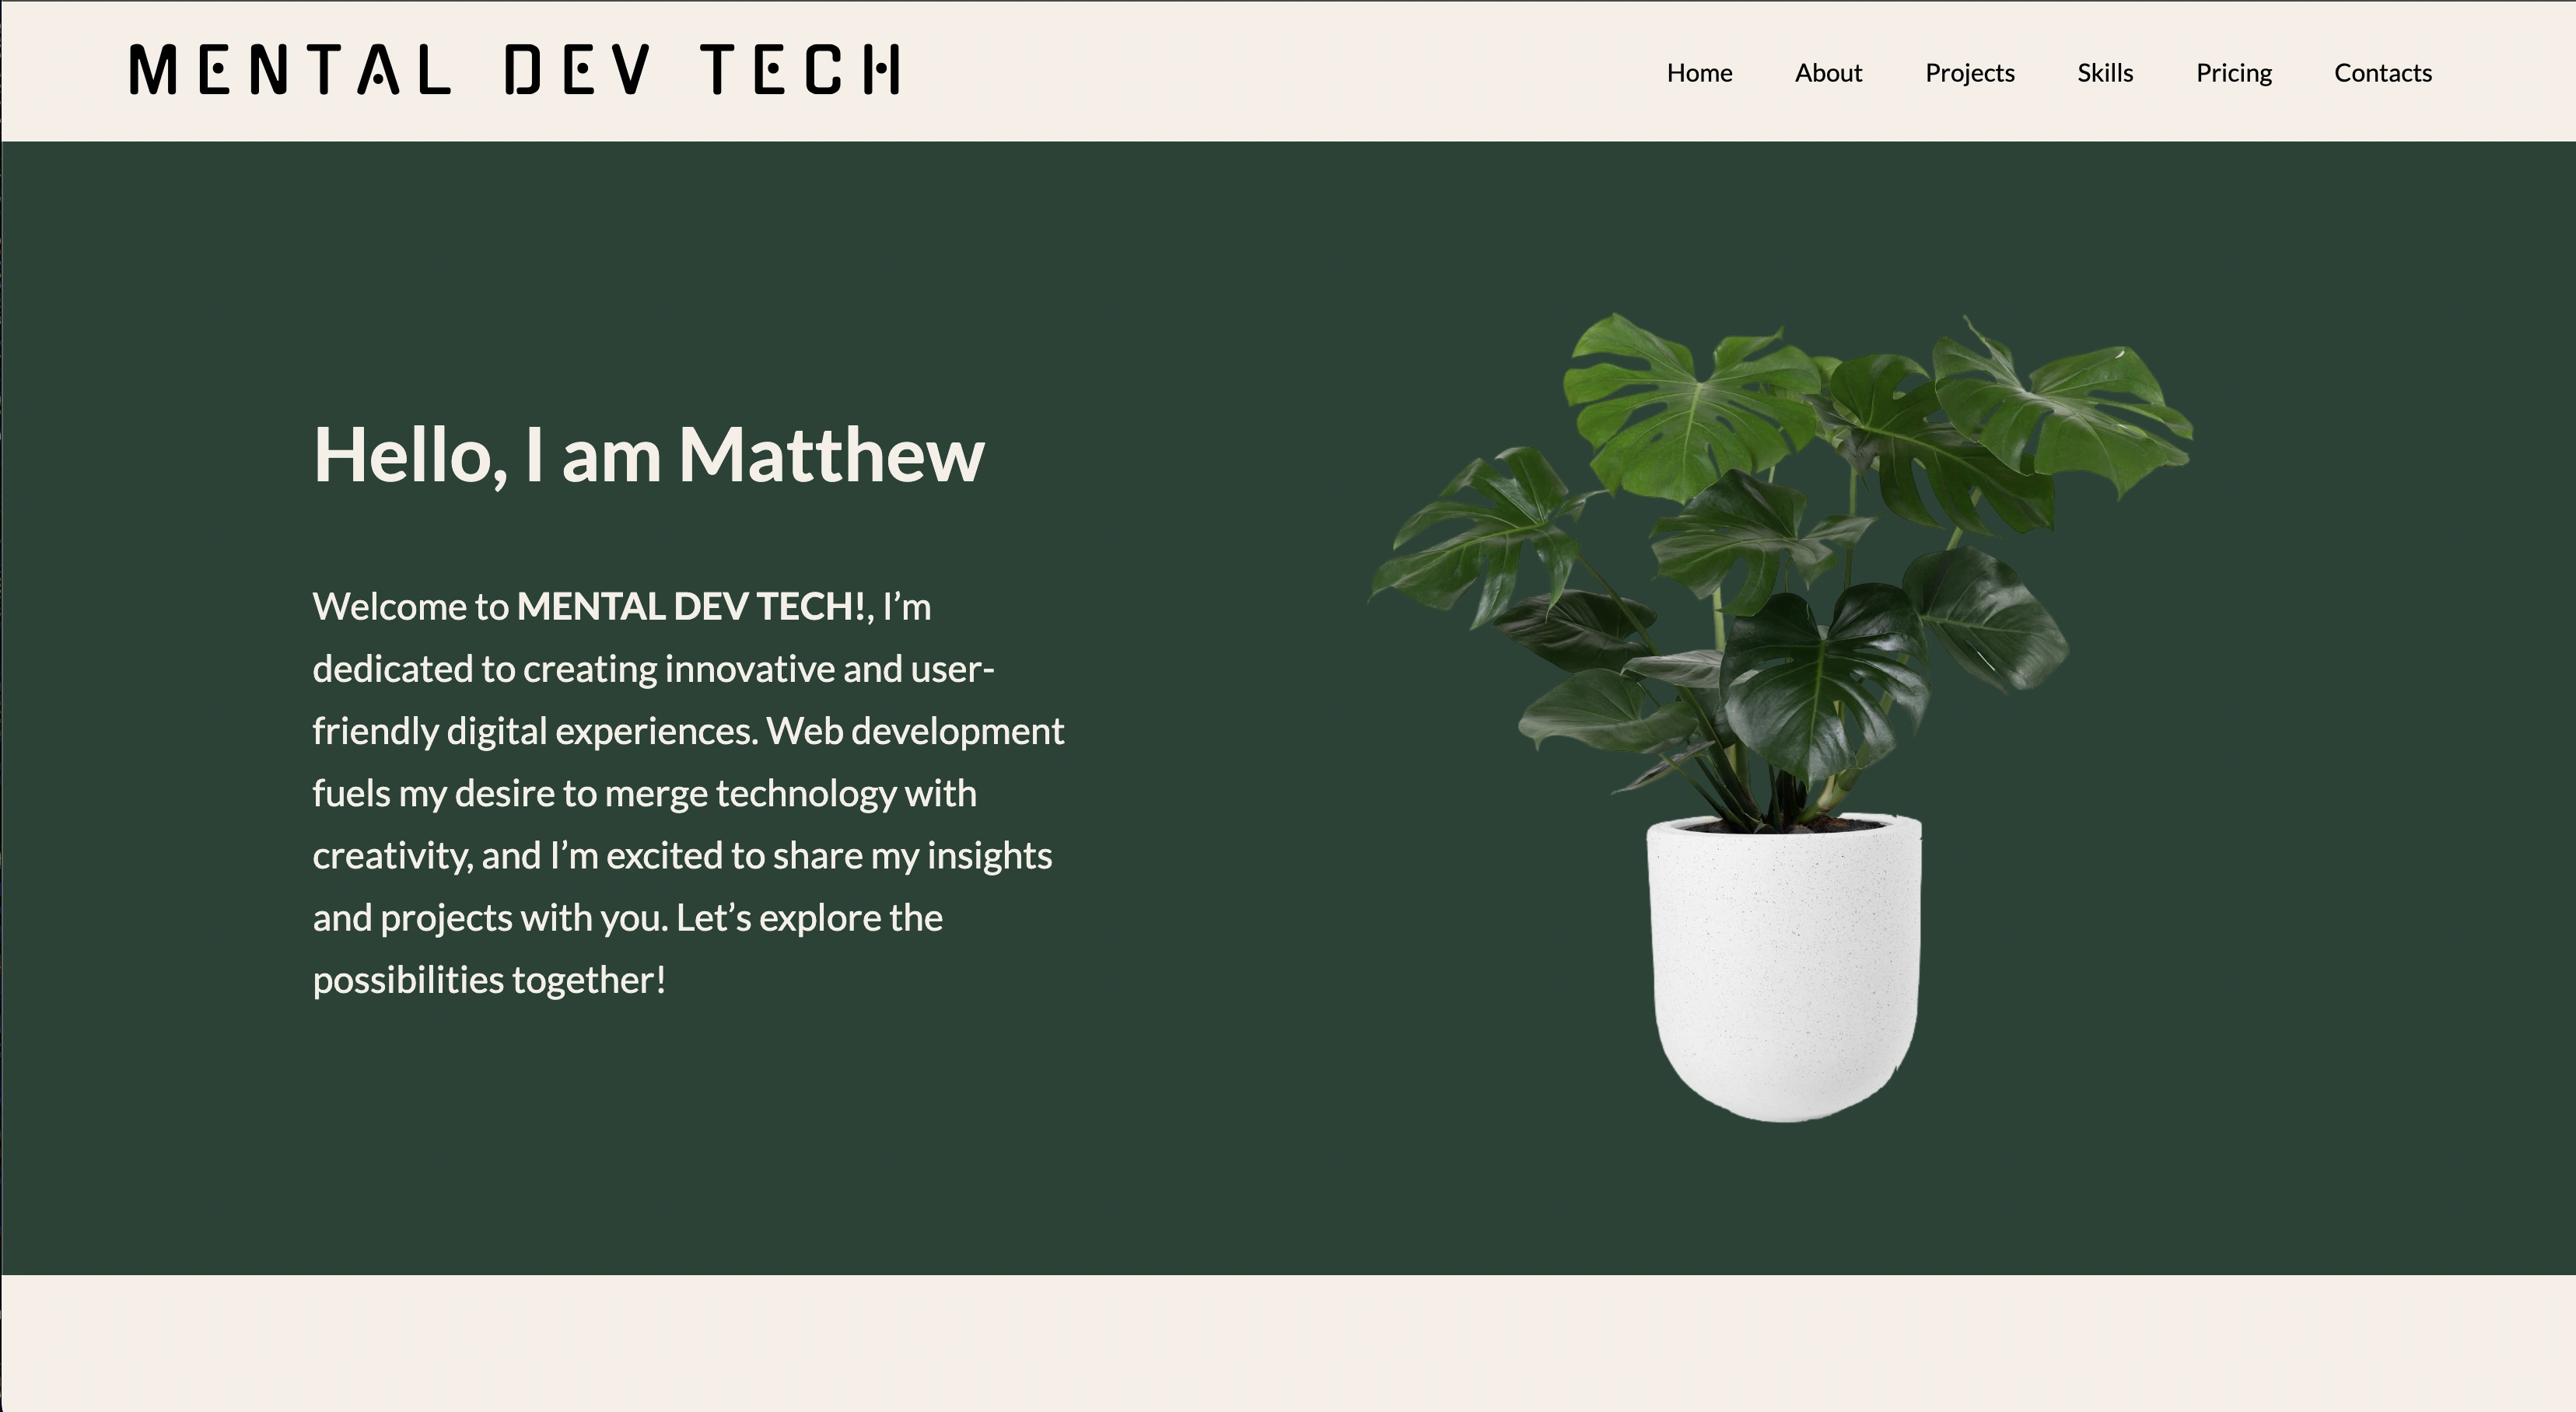 MENTAL DEV TECH
Home About Projects Skills Pricing Contacts
Hello, I am Matthew
Welcome to MENTAL DEV TECH!, I’m
dedicated to creating innovative and user-
friendly digital experiences. Web development
fuels my desire to merge technology with
creativity, and I’m excited to share my insights
and projects with you. Let’s explore the
possibilities together!